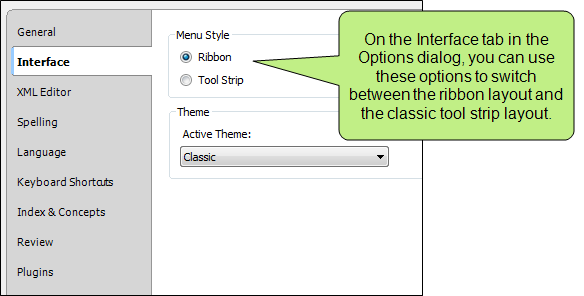 General
Interface
XML Editor
Spelling
Language
Keyboard Shortcuts
Index & Concepts
Review
Plugins
Menu Style
Ribbon
Tool Strip
Theme
Active Theme:
Classic
On the Interface tab in the
Options dialog, you can use
these options to switch
between the ribbon layout and
the classic tool strip layout.